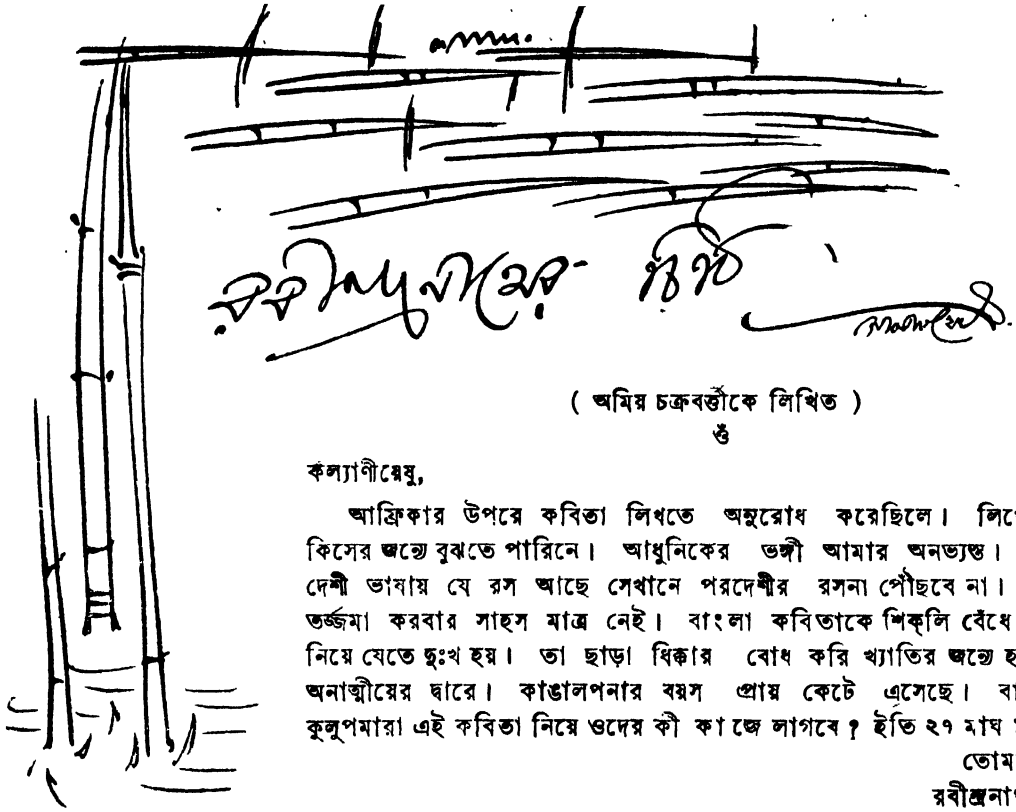 রবীন্দ্রনাথের চিঠি
( অমিয় চক্রবর্ত্তীকে লিখিত )
ওঁ
কল্যাণীয়েষু,
আফ্রিকার উপরে কবিতা লিখতে অনুরোধ করেছিলে। লিখে
কিসের জন্যে বুঝতে পারিনে। আধুনিকের ভঙ্গী আমার অনভ্যস্ত।
দেশী ভাষায় যে রস আছে সেখানে পরদেশীর রসনা পৌঁছবে না।
তর্জ্জমা করবার সাহস মাত্র নেই। বাংলা কবিতাকে শিক্‌লি বেঁধে
নিয়ে যেতে দুঃখ হয়। তা ছাড়া ধিক্কার বোধ করি খ্যাতির জন্যে
অনাত্মীয়ের দ্বারে। কাঙালপনার বয়স প্রায় কেটে এসেছে।
কুলুপমারা এই কবিতা নিয়ে ওদের কী কাজে লাগবে? ইতি ২৭ মাঘ
তোমা
রবীন্দ্রনাথ